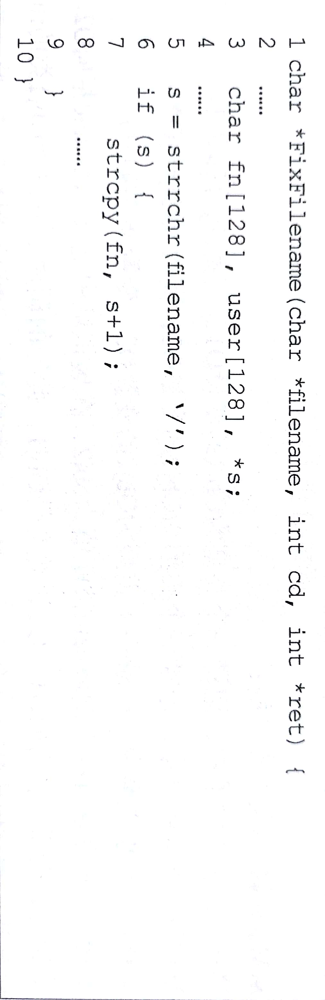 1 char *FixFilename(char *filename, int cd, int *ret) {
2    ......
3    char fn[128], user[128], *s;
4    ......
5    s = strrchr(filename, ‘/’);
6    if (s) {
7        strcpy(fn, s+1);
8        ......
9    }
10 }